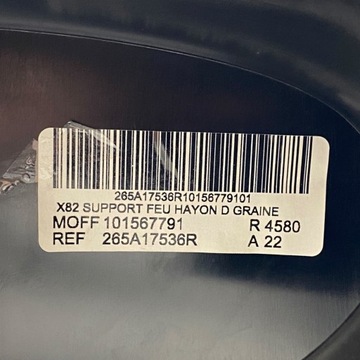 265A17536R10156779101
X82 SUPPORT FEU HAYON D GRAINE
MOFF 101567791 R 4580
REF 265A17536R A 22